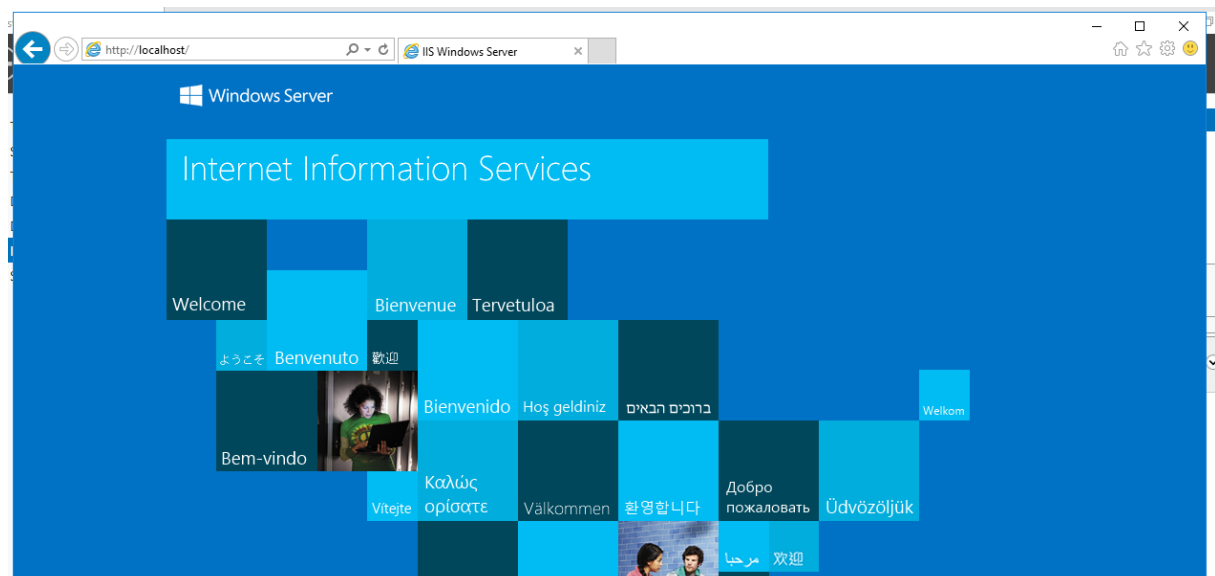 http://localhost/
IIS Windows Server
Windows Server
Internet Information Services
Welcome
Bienvenue
Tervetuloa
ようこそ
Benvenuto
歡迎
Bienvenido
Hoş geldiniz
ברוכים הבאים
Welkom
Bem-vindo
Vítejte
Καλώς
ορίσατε
Välkommen
환영합니다
Добро
пожаловать
Üdvözöljük
مرحبا
欢迎